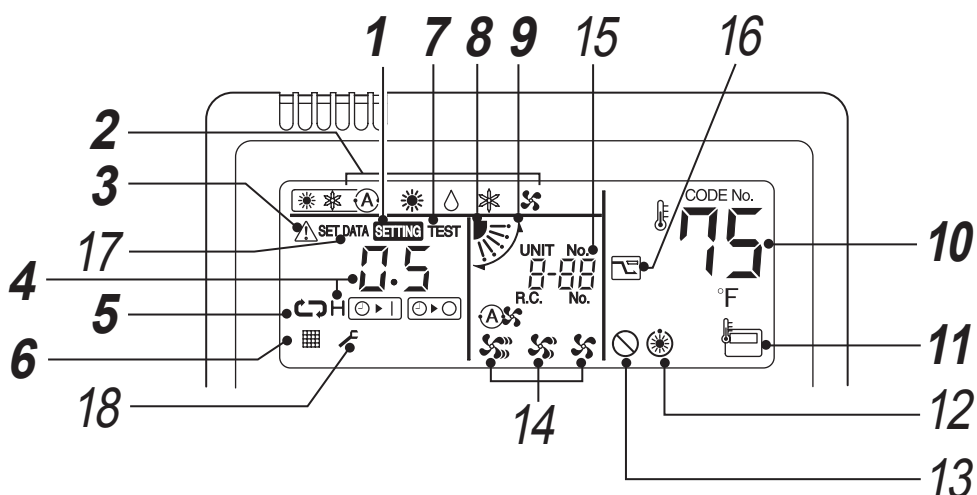 1 7 8 9 15 16
2
3
CODE No.
A
SET DATA SETTING TEST
17
UNIT No.
75
10
4
0.5
8-88
R.C. No.
°F
5
H
A
6
11
18
14
12
13